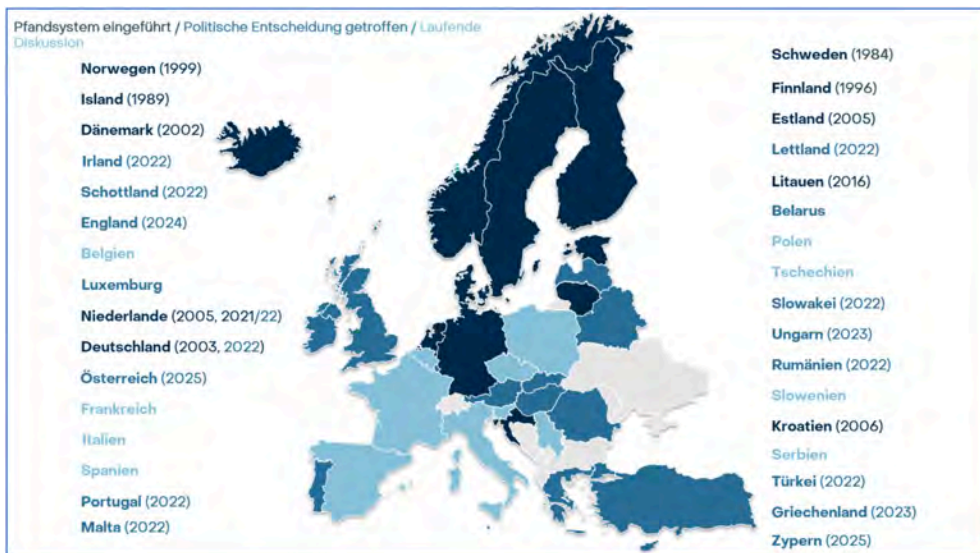 Pfandsystem eingeführt / Politische Entscheidung getroffen / Laufende
Diskussion
Norwegen (1999)
Island (1989)
Dänemark (2002)
Irland (2022)
Schottland (2022)
England (2024)
Belgien
Luxemburg
Niederlande (2005, 2021/22)
Deutschland (2003, 2022)
Österreich (2025)
Frankreich
Italien
Spanien
Portugal (2022)
Malta (2022)
Schweden (1984)
Finnland (1996)
Estland (2005)
Lettland (2022)
Litauen (2016)
Belarus
Polen
Tschechien
Slowakei (2022)
Ungarn (2023)
Rumänien (2022)
Slowenien
Kroatien (2006)
Serbien
Türkei (2022)
Griechenland (2023)
Zypern (2025)